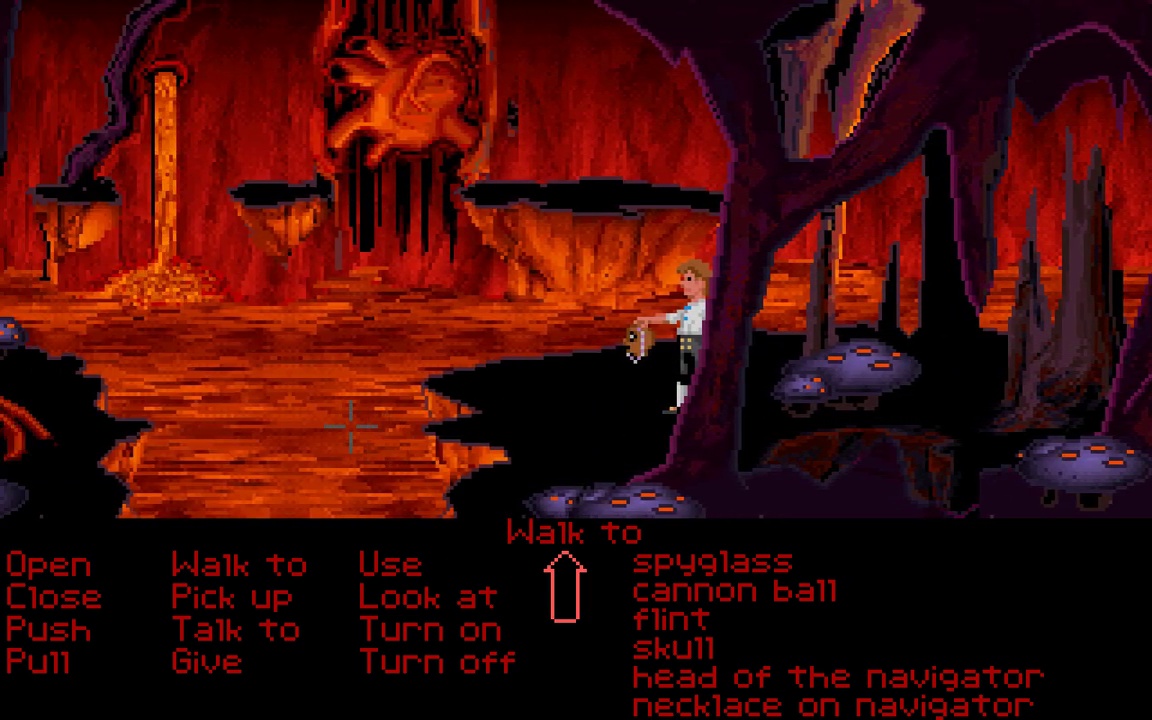 Walk to
Open Walk to Use
Close Pick up Look at
Push Talk to Turn on
Pull Give Turn off
spyglass
cannon ball
flint
skull
head of the navigator
necklace on navigator